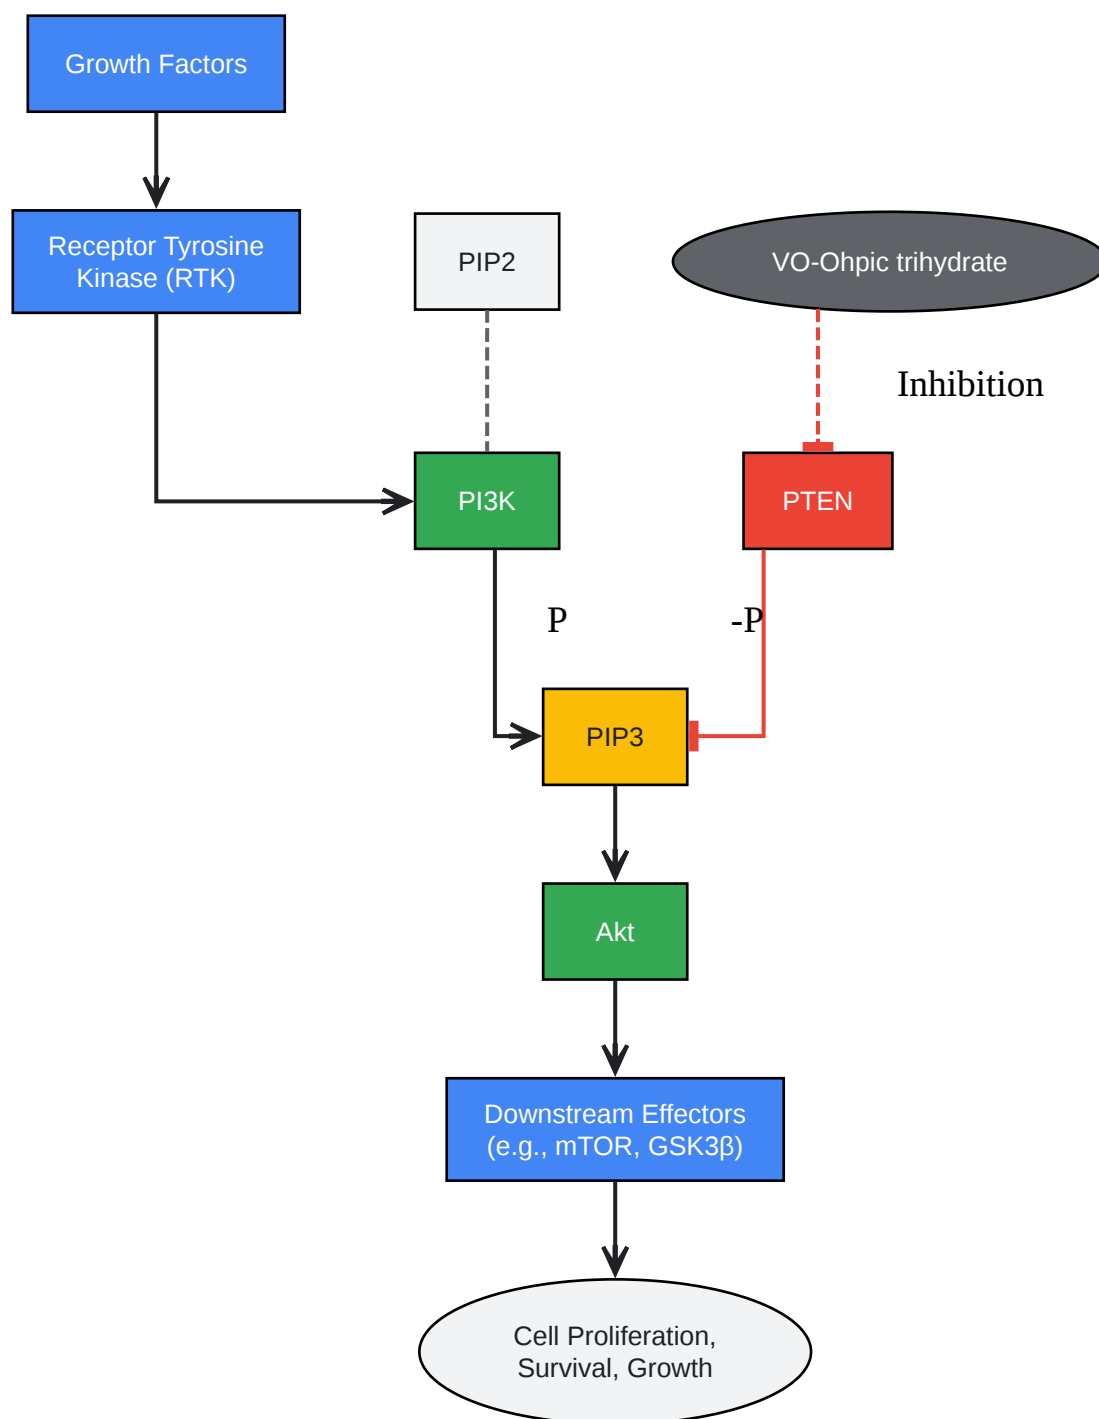 Growth Factors
Receptor Tyrosine
Kinase (RTK)
PIP2
VO-Ohpic trihydrate
Inhibition
PI3K
PTEN
P
-P
PIP3
Akt
Downstream Effectors
(e.g., mTOR, GSK3β)
Cell Proliferation,
Survival, Growth